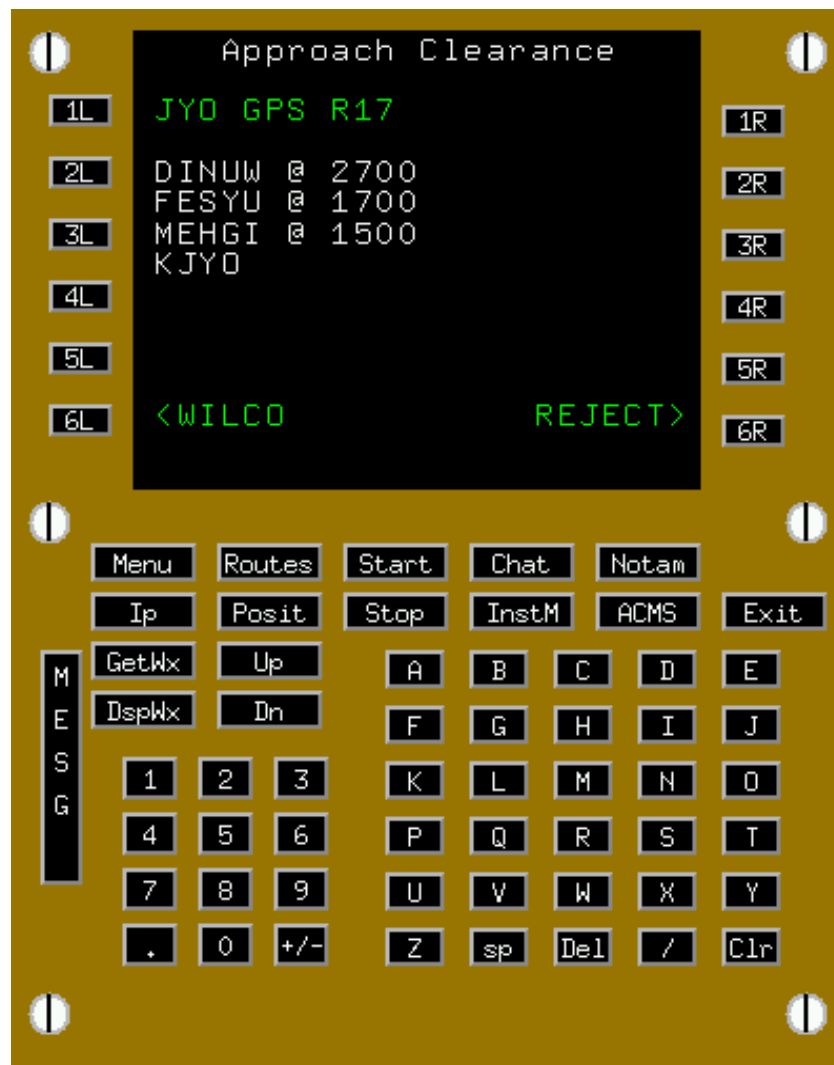 Approach Clearance
1L JYO GPS R17 1R
2L DINUW @ 2700 2R
FESYU @ 1700
3L MEHGI @ 1500 3R
KJYO
4L 4R
5L 5R
6L <WILCO REJECT> 6R
Menu Routes Start Chat Notam
Ip Posit Stop InstM ACMS Exit
MESG
GetWx Up A B C D E
DspWx Dn F G H I J
1 2 3 K L M N O
4 5 6 P Q R S T
7 8 9 U V W X Y
. 0 +/- Z sp Del / Clr